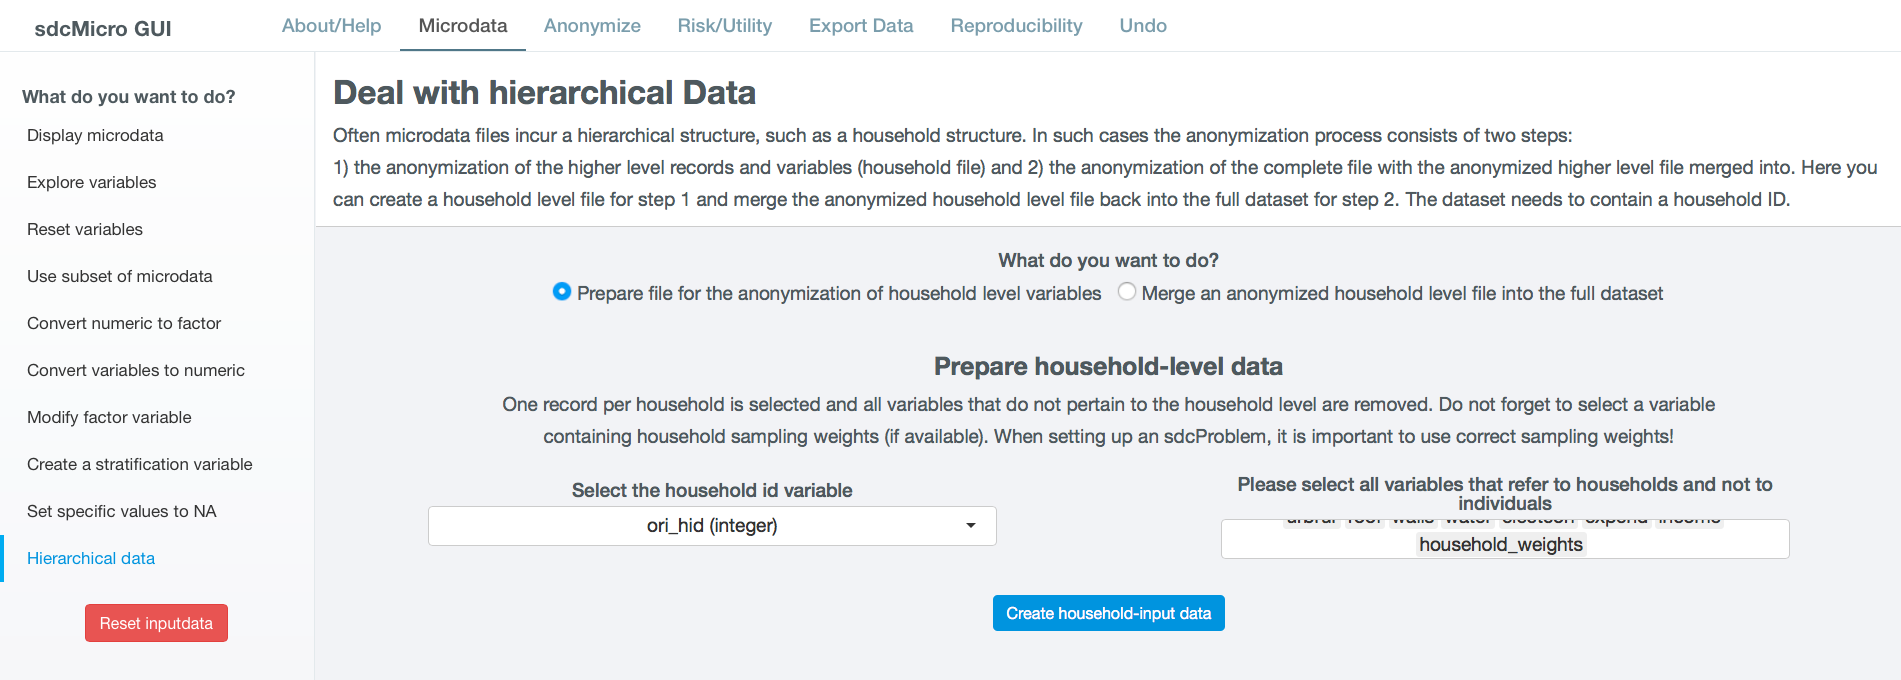 sdcMicro GUI
About/Help
Microdata
Anonymize
Risk/Utility
Export Data
Reproducibility
Undo
What do you want to do?
Display microdata
Explore variables
Reset variables
Use subset of microdata
Convert numeric to factor
Convert variables to numeric
Modify factor variable
Create a stratification variable
Set specific values to NA
Hierarchical data
Reset inputdata
Deal with hierarchical Data
Often microdata files incur a hierarchical structure, such as a household structure. In such cases the anonymization process consists of two steps:
1) the anonymization of the higher level records and variables (household file) and 2) the anonymization of the complete file with the anonymized higher level file merged into. Here you
can create a household level file for step 1 and merge the anonymized household level file back into the full dataset for step 2. The dataset needs to contain a household ID.
What do you want to do?
Prepare file for the anonymization of household level variables
Merge an anonymized household level file into the full dataset
Prepare household-level data
One record per household is selected and all variables that do not pertain to the household level are removed. Do not forget to select a variable
containing household sampling weights (if available). When setting up an sdcProblem, it is important to use correct sampling weights!
Select the household id variable
ori_hid (integer)
Please select all variables that refer to households and not to
individuals
household_weights
Create household-input data